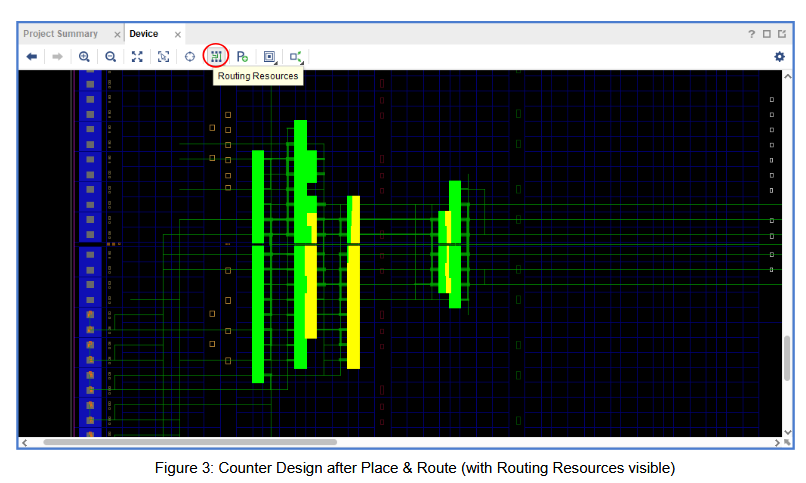 Project Summary
Device
Routing Resources
Figure 3: Counter Design after Place & Route (with Routing Resources visible)